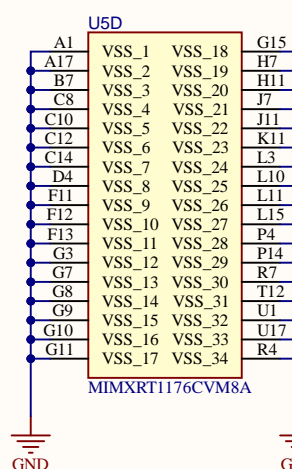 U5D
A1 VSS_1 VSS_18 G15
A17 VSS_2 VSS_19 H7
B7 VSS_3 VSS_20 H11
C8 VSS_4 VSS_21 J7
C10 VSS_5 VSS_22 J11
C12 VSS_6 VSS_23 K11
C14 VSS_7 VSS_24 L3
D4 VSS_8 VSS_25 L10
F11 VSS_9 VSS_26 L11
F12 VSS_10 VSS_27 L15
F13 VSS_11 VSS_28 P4
G3 VSS_12 VSS_29 P14
G7 VSS_13 VSS_30 R7
G8 VSS_14 VSS_31 T12
G9 VSS_15 VSS_32 U1
G10 VSS_16 VSS_33 U17
G11 VSS_17 VSS_34 R4
MIMXRT1176CVM8A
GND